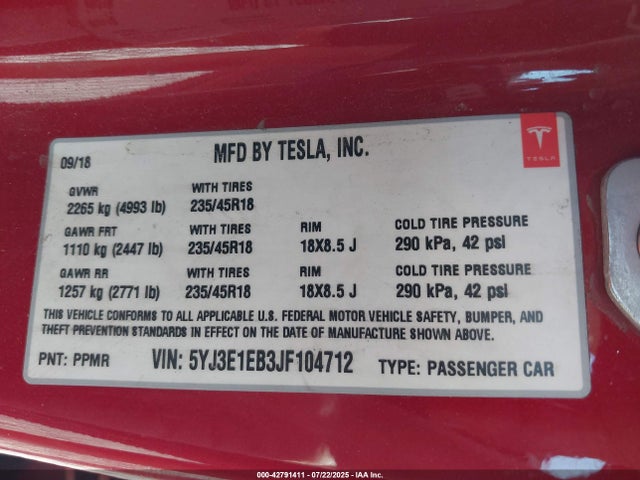 09/18
MFD BY TESLA, INC.
TESLA
GVWR WITH TIRES
2265 kg (4993 lb) 235/45R18
GAWR FRT WITH TIRES RIM COLD TIRE PRESSURE
1110 kg (2447 lb) 235/45R18 18X8.5 J 290 kPa, 42 psi
GAWR RR WITH TIRES RIM COLD TIRE PRESSURE
1257 kg (2771 lb) 235/45R18 18X8.5 J 290 kPa, 42 psi
THIS VEHICLE CONFORMS TO ALL APPLICABLE U.S. FEDERAL MOTOR VEHICLE SAFETY, BUMPER, AND
THEFT PREVENTION STANDARDS IN EFFECT ON THE DATE OF MANUFACTURE SHOWN ABOVE.
PNT: PPMR VIN: 5YJ3E1EB3JF104712 TYPE: PASSENGER CAR
000-42791411 - 07/22/2025 - IAA Inc.